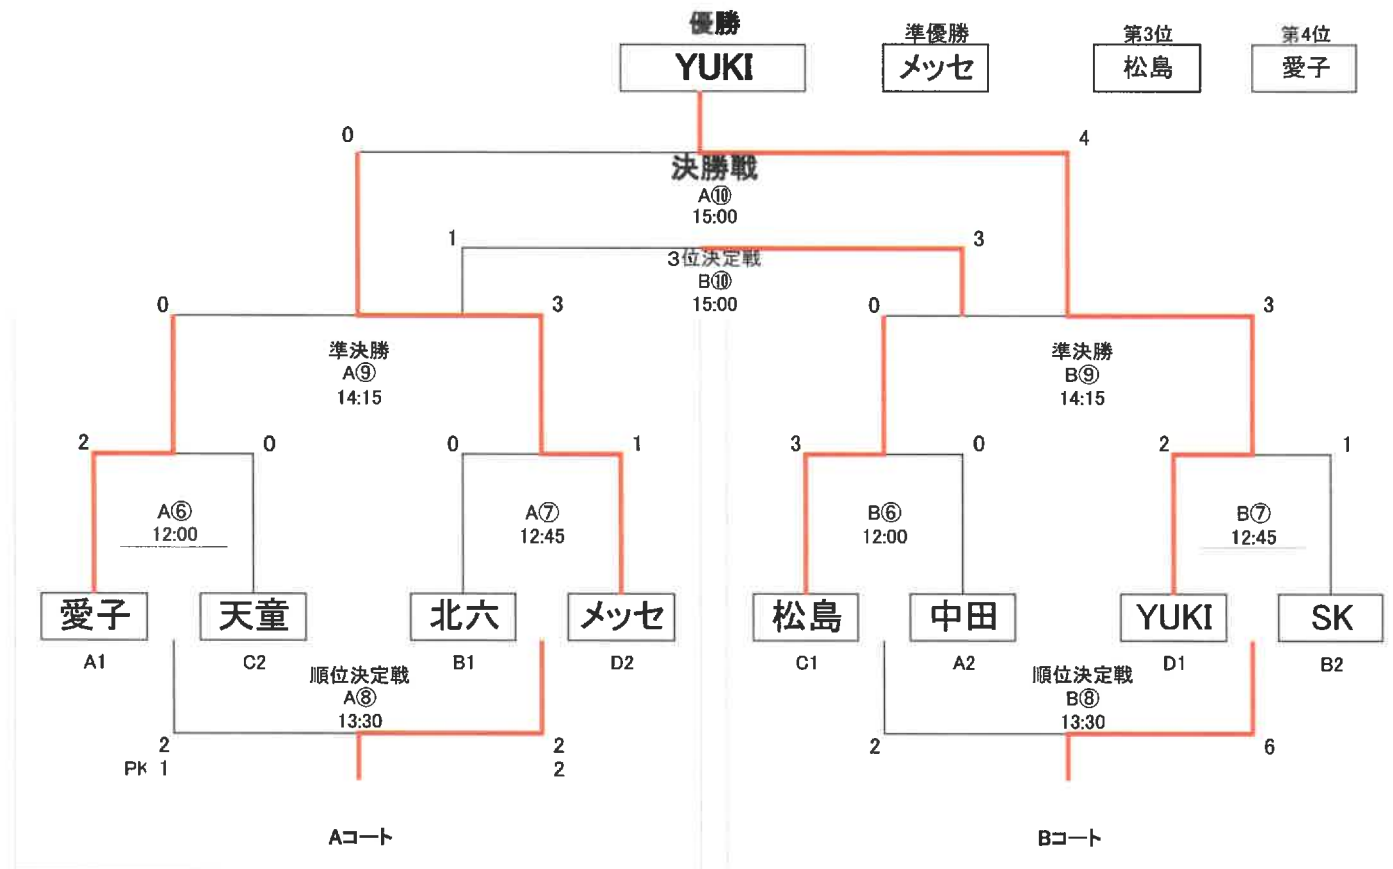 優勝
準優勝
第3位
第4位
YUKI
メッセ
松島
愛子
0
4
決勝戦
A⑩
15:00
1
3
3位決定戦
B⑩
15:00
0
3
0
3
準決勝
A⑨
14:15
準決勝
B⑨
14:15
2
0
0
1
3
0
2
1
A⑥
12:00
A⑦
12:45
B⑥
12:00
B⑦
12:45
愛子
天童
北六
メッセ
松島
中田
YUKI
SK
A1
C2
B1
D2
C1
A2
D1
B2
順位決定戦
A⑧
13:30
順位決定戦
B⑧
13:30
2
2
PK 1
2
2
6
Aコート
Bコート